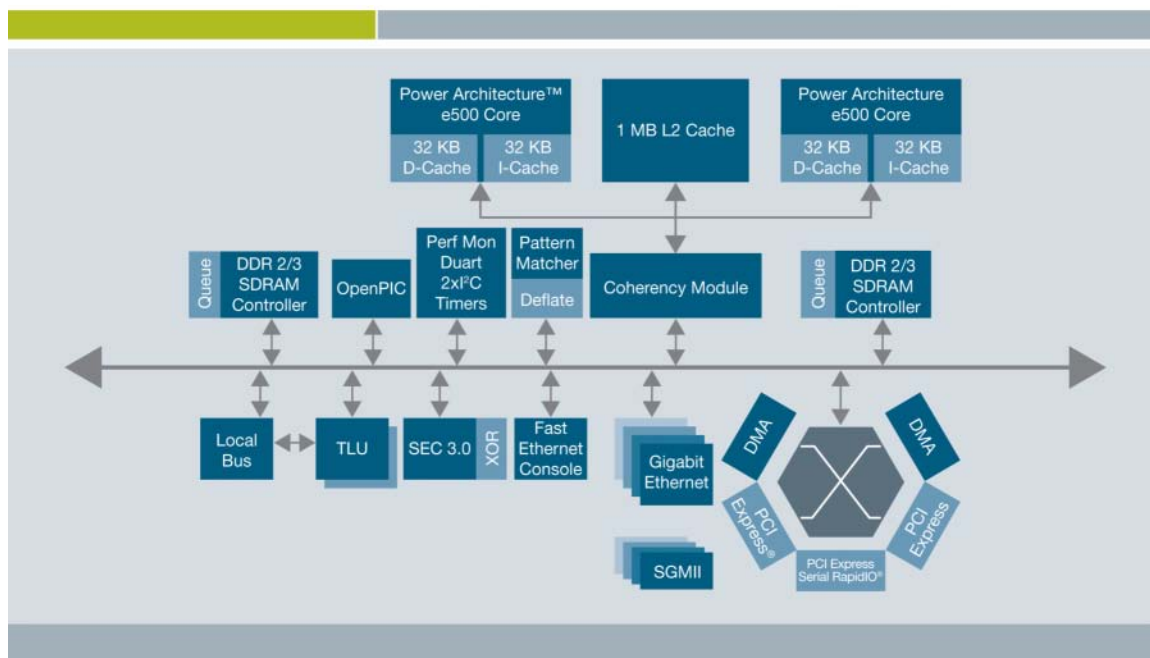 Power Architecture™
e500 Core
32 KB
D-Cache
32 KB
I-Cache
1 MB L2 Cache
Power Architecture
e500 Core
32 KB
D-Cache
32 KB
I-Cache
Queue
DDR 2/3
SDRAM
Controller
OpenPIC
Perf Mon
Duart
2xI²C
Timers
Pattern
Matcher
Deflate
Coherency Module
Queue
DDR 2/3
SDRAM
Controller
Local
Bus
TLU
SEC 3.0
XOR
Fast
Ethernet
Console
Gigabit
Ethernet
SGMII
DMA
DMA
PCI
Express®
PCI Express
Serial RapidIO®
PCI
Express